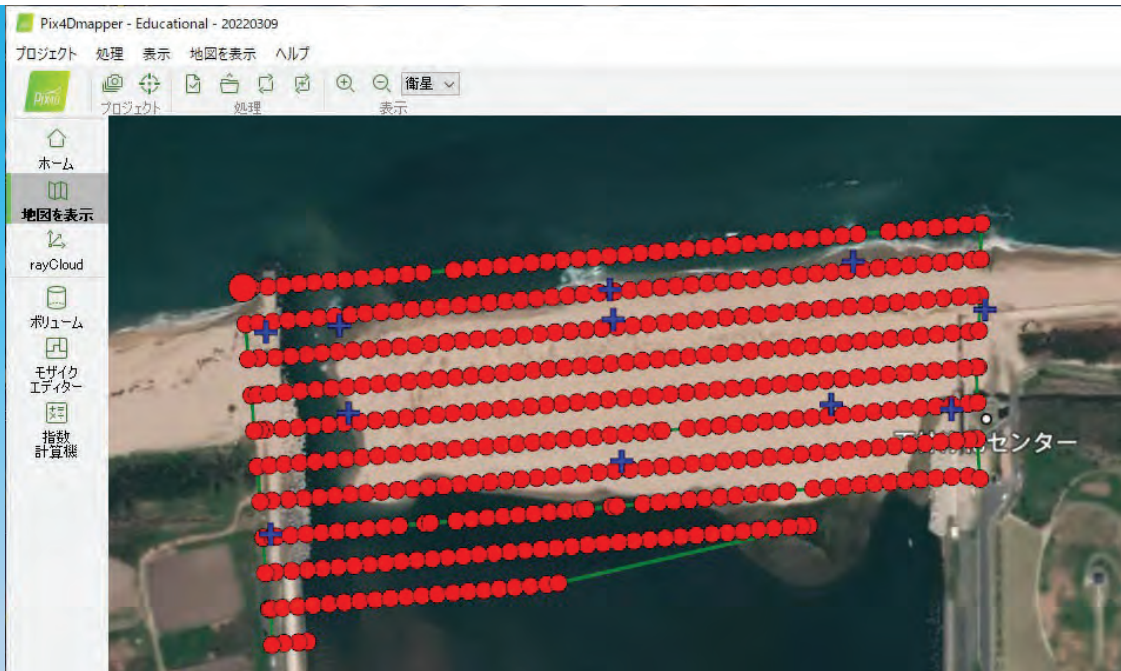 Pix4Dmapper - Educational - 20220309
プロジェクト 処理 表示 地図を表示 ヘルプ
衛星
プロジェクト 処理 表示
ホーム
地図を表示
rayCloud
ボリューム
モザイク
エディター
指数
計算機
センター